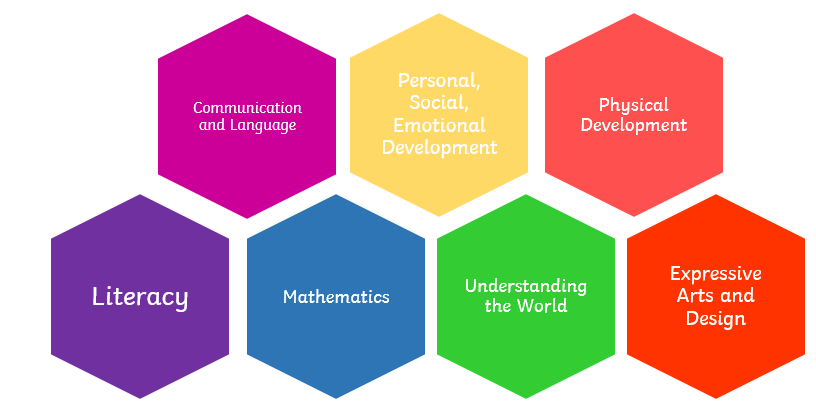 Communication
and Language
Personal,
Social,
Emotional
Development
Physical
Development
Literacy
Mathematics
Understanding
the World
Expressive
Arts and
Design